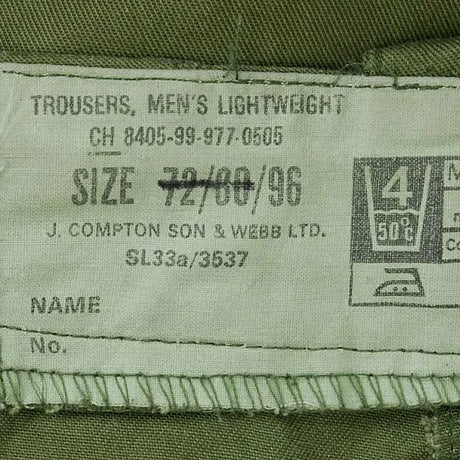 TROUSERS, MEN'S LIGHTWEIGHT
CH 8405-99-977-0505
SIZE 72/80/96
J. COMPTON SON & WEBB LTD.
SL33a/3537
NAME
No.
4
50°C
M
m
Co